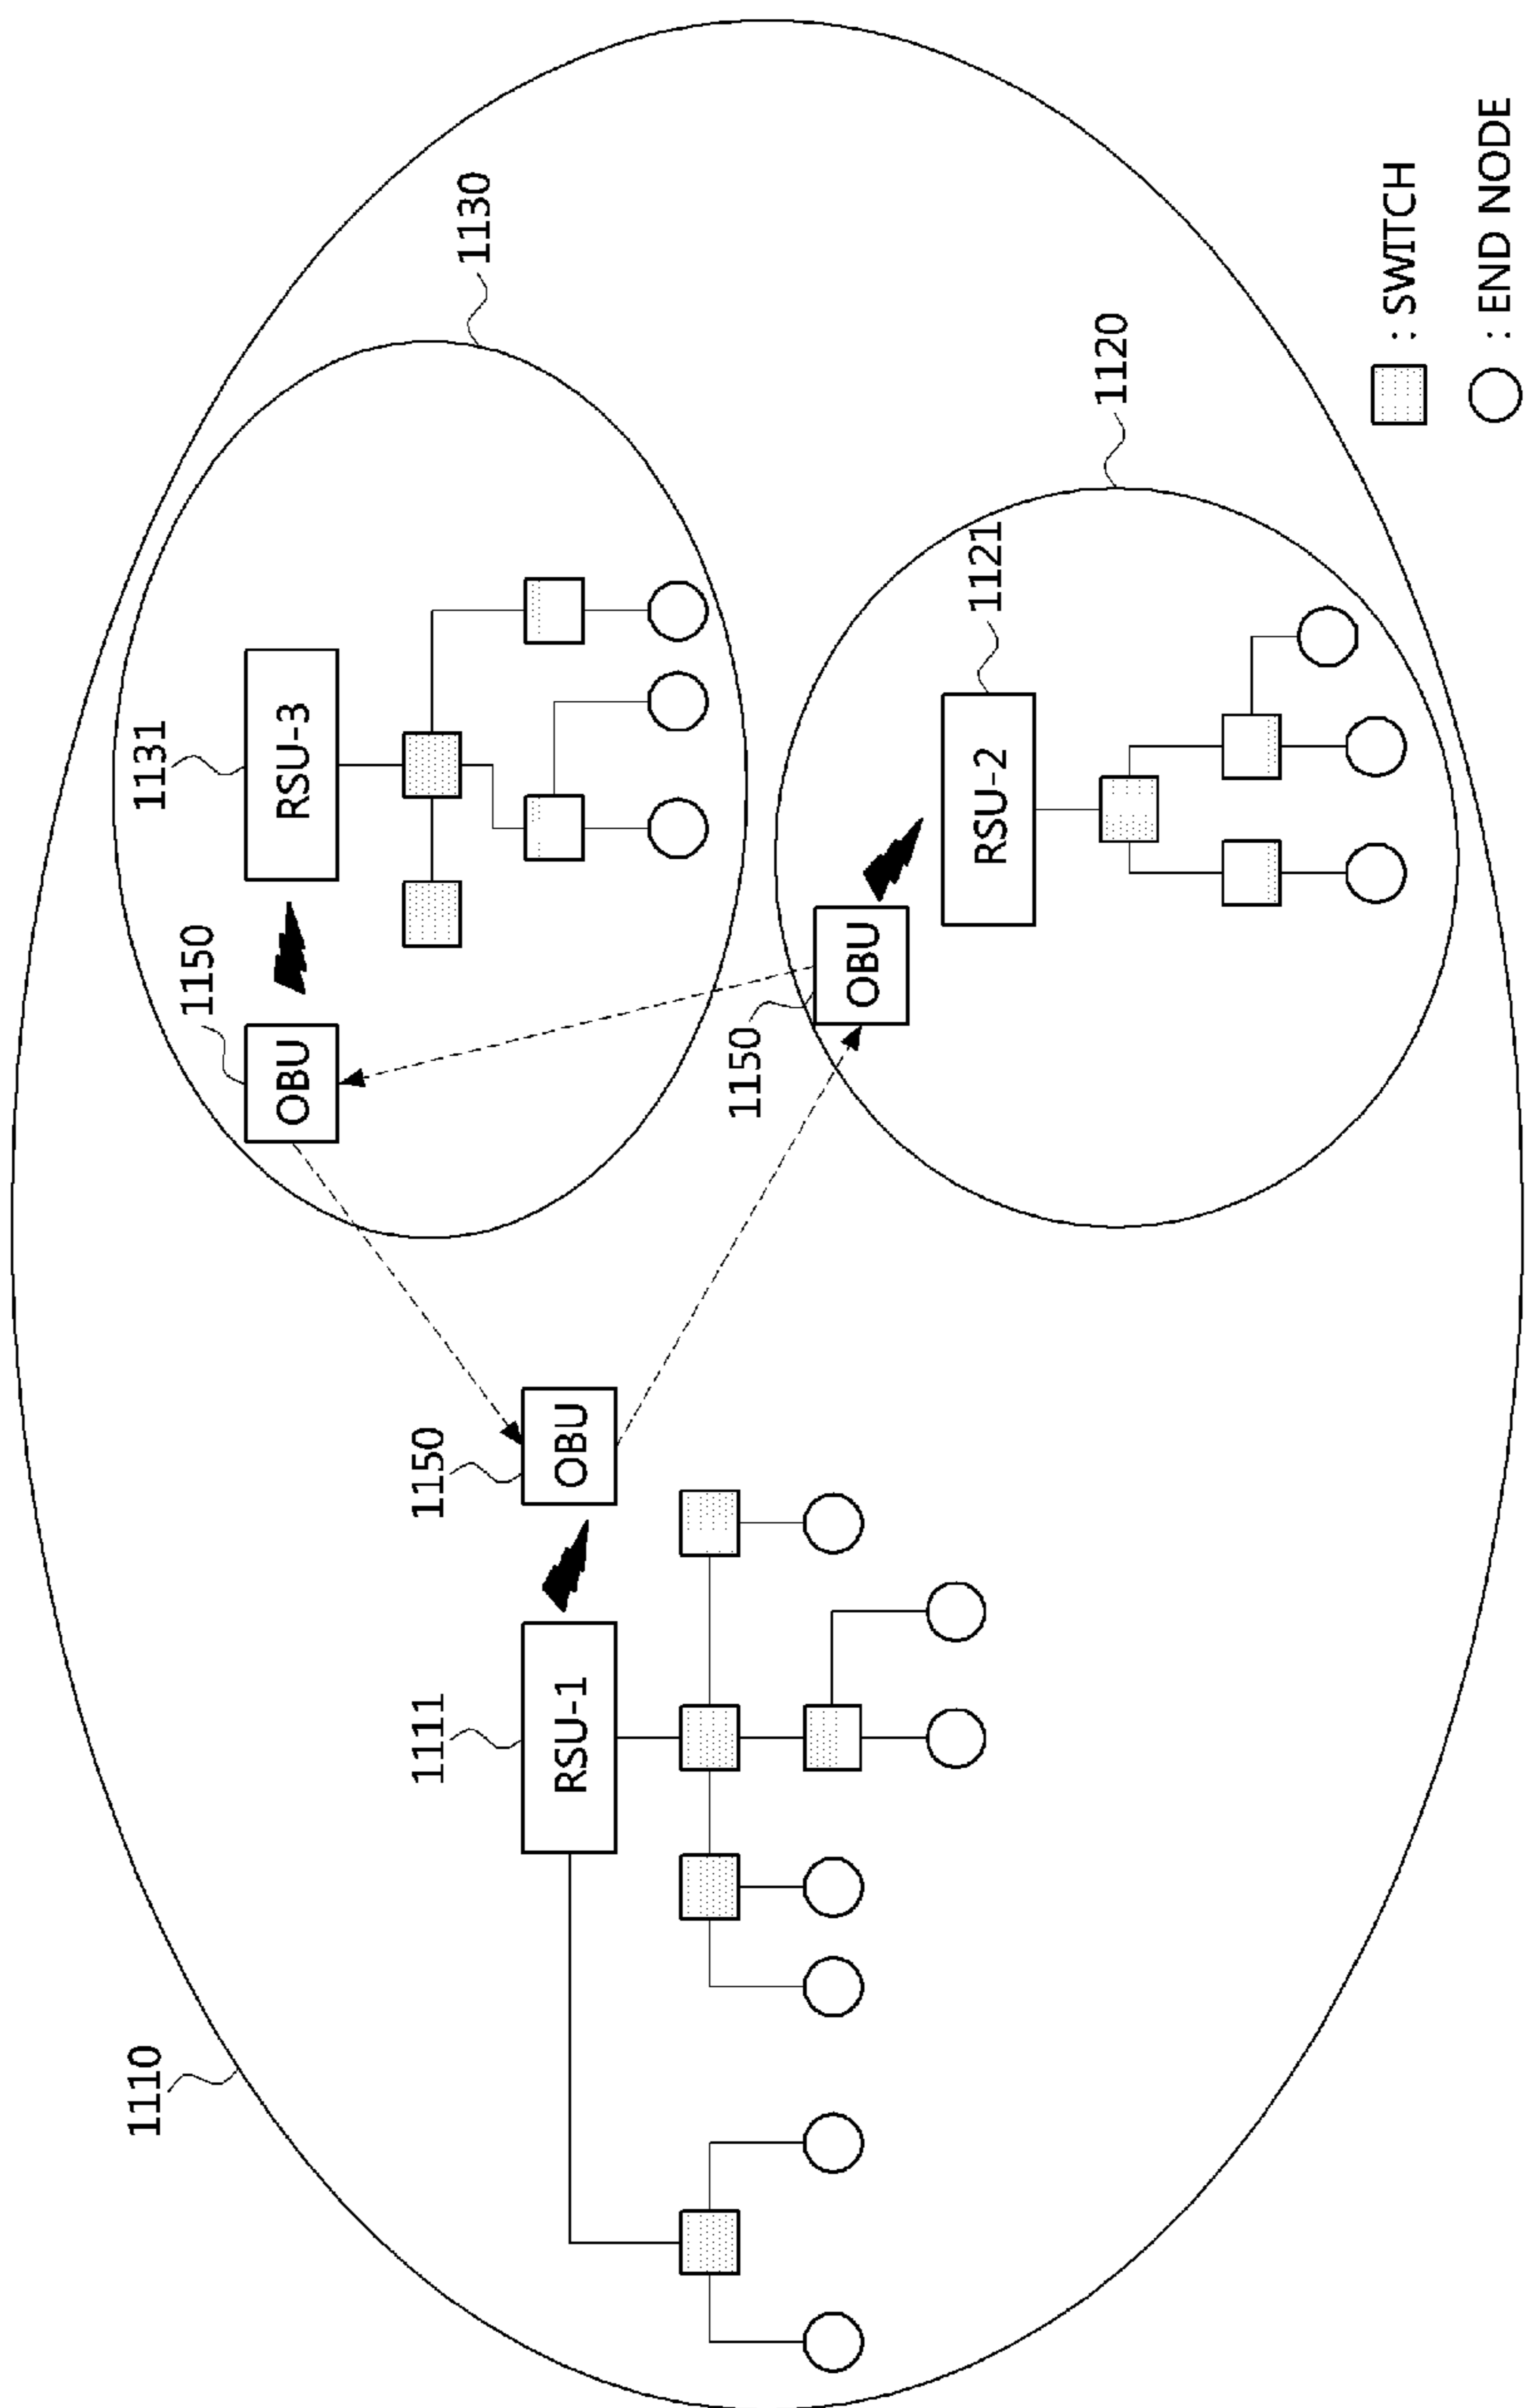 1110
1111
RSU-1
1150
OBU
1150
OBU
1131
RSU-3
1130
1150
OBU
1121
RSU-2
1120
: SWITCH
: END NODE